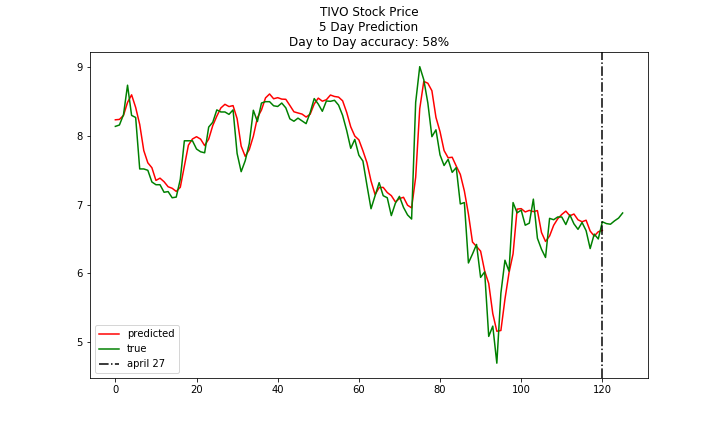 TIVO Stock Price
5 Day Prediction
Day to Day accuracy: 58%
9
8
7
6
5
predicted
true
april 27
0 20 40 60 80 100 120